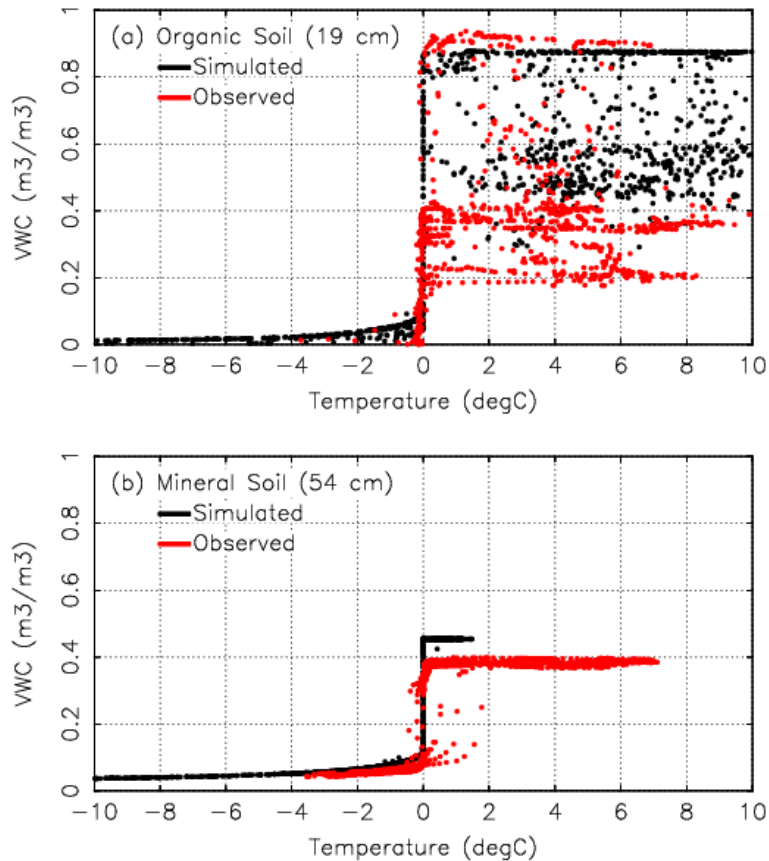 (a) Organic Soil (19 cm)
Simulated
Observed
VWC (m3/m3)
0 0.2 0.4 0.6 0.8 1
−10 −8 −6 −4 −2 0 2 4 6 8 10
Temperature (degC)
(b) Mineral Soil (54 cm)
Simulated
Observed
VWC (m3/m3)
0 0.2 0.4 0.6 0.8 1
−10 −8 −6 −4 −2 0 2 4 6 8 10
Temperature (degC)